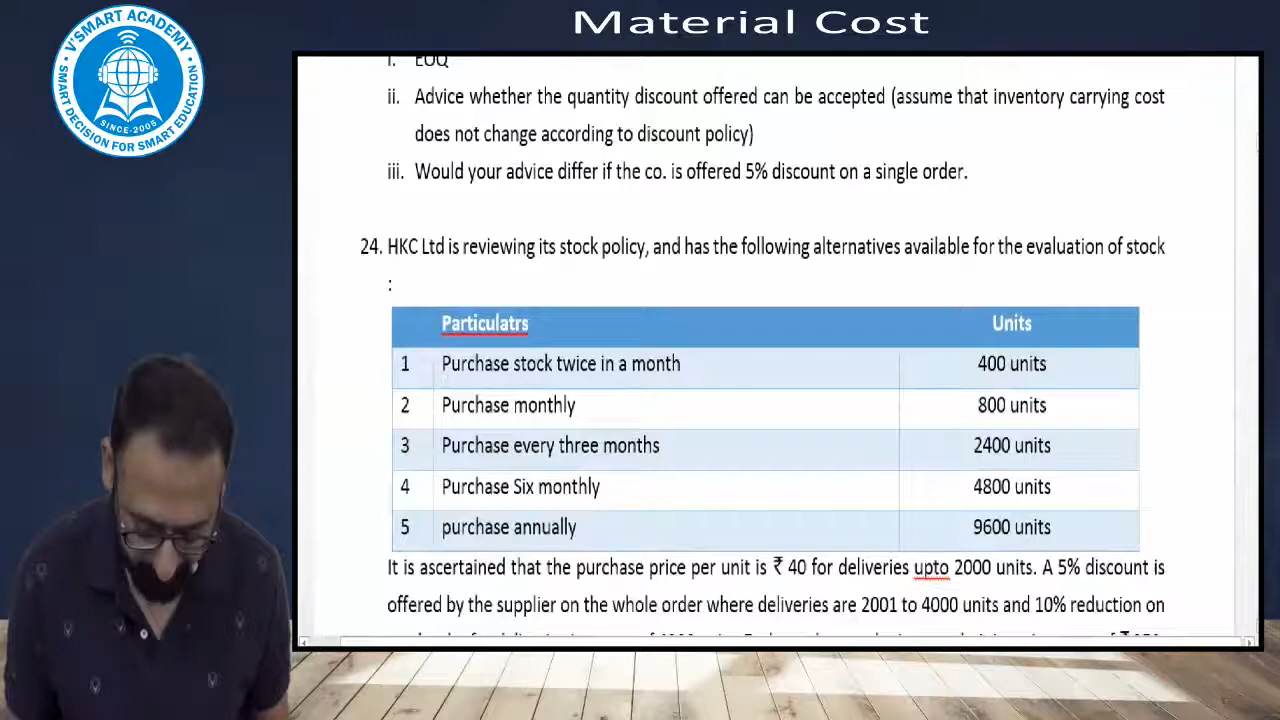 Material Cost
V'SMART ACADEMY
SINCE-2005
SMART DECISION FOR SMART EDUCATION
i. EOQ
ii. Advice whether the quantity discount offered can be accepted (assume that inventory carrying cost
does not change according to discount policy)
iii. Would your advice differ if the co. is offered 5% discount on a single order.
24. HKC Ltd is reviewing its stock policy, and has the following alternatives available for the evaluation of stock
:
Particulatrs Units
1 Purchase stock twice in a month 400 units
2 Purchase monthly 800 units
3 Purchase every three months 2400 units
4 Purchase Six monthly 4800 units
5 purchase annually 9600 units
It is ascertained that the purchase price per unit is ₹ 40 for deliveries upto 2000 units. A 5% discount is
offered by the supplier on the whole order where deliveries are 2001 to 4000 units and 10% reduction on